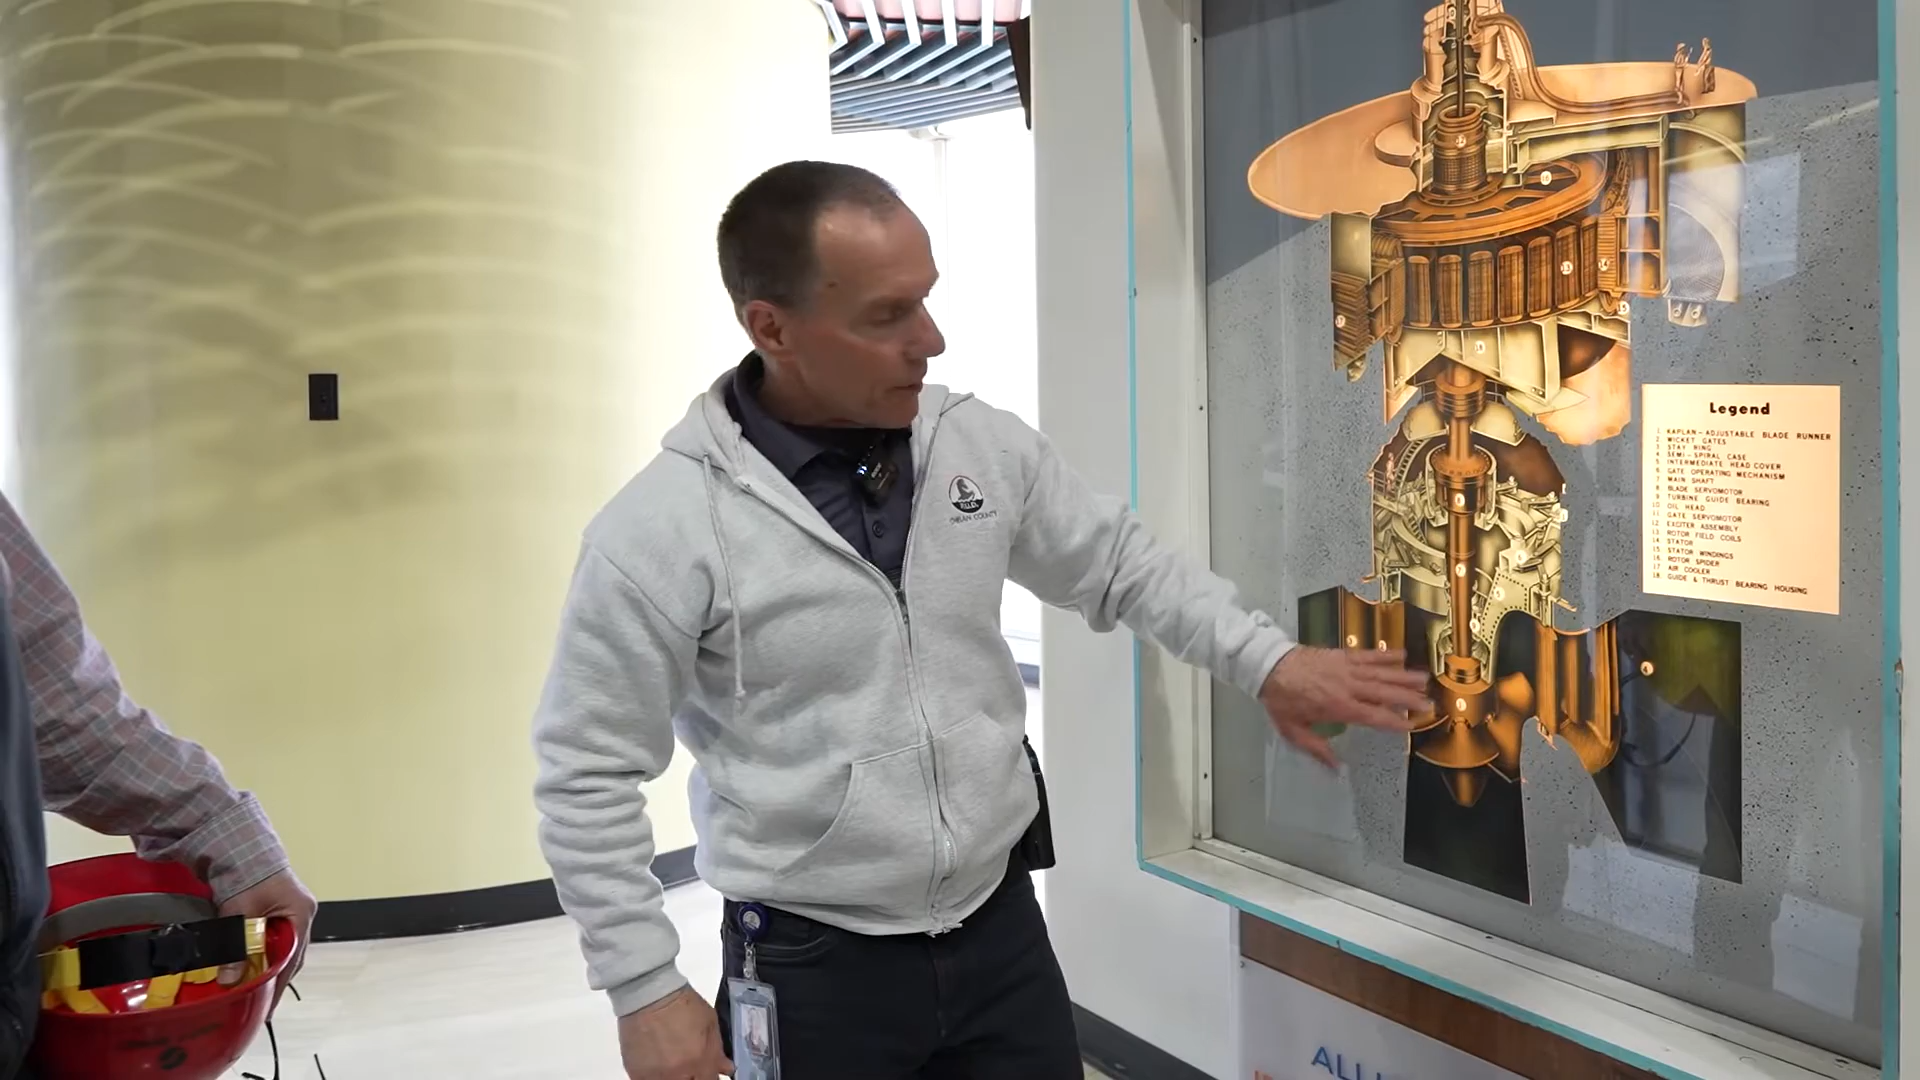 Legend
1 KAPLAN-ADJUSTABLE BLADE RUNNER
2 WICKET GATES
3 STAY RING
4 SEMI-SPIRAL CASE
5 INTERMEDIATE HEAD COVER
6 GATE OPERATING MECHANISM
7 MAIN SHAFT
8 BLADE SERVOMOTOR
9 TURBINE GUIDE BEARING
10 OIL HEAD
11 GATE SERVOMOTOR
12 EXCITER ASSEMBLY
13 ROTOR FIELD COILS
14 STATOR
15 STATOR WINDINGS
16 ROTOR SPIDER
17 AIR COOLER
18 GUIDE & THRUST BEARING HOUSING